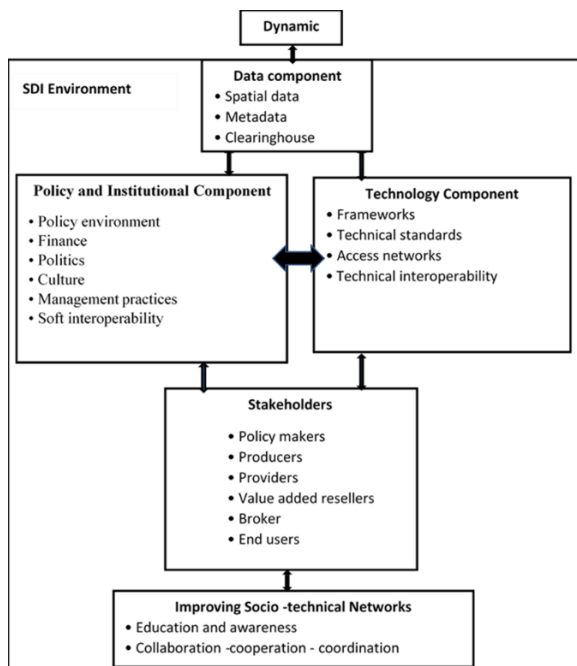 Dynamic
SDI Environment
Data component
• Spatial data
• Metadata
• Clearinghouse
Policy and Institutional Component
• Policy environment
• Finance
• Politics
• Culture
• Management practices
• Soft interoperability
Technology Component
• Frameworks
• Technical standards
• Access networks
• Technical interoperability
Stakeholders
• Policy makers
• Producers
• Providers
• Value added resellers
• Broker
• End users
Improving Socio -technical Networks
• Education and awareness
• Collaboration -cooperation - coordination